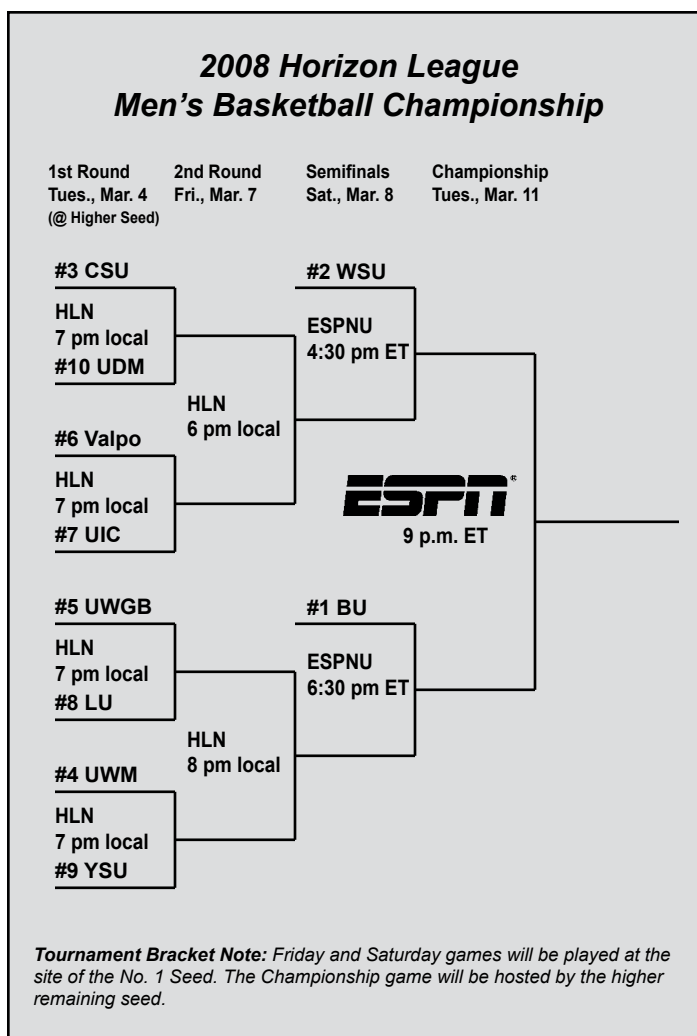 2008 Horizon League
Men's Basketball Championship
1st Round
Tues., Mar. 4
(@ Higher Seed)
2nd Round
Fri., Mar. 7
Semifinals
Sat., Mar. 8
Championship
Tues., Mar. 11
#3 CSU
HLN
7 pm local
#10 UDM
HLN
6 pm local
#6 Valpo
HLN
7 pm local
#7 UIC
#2 WSU
ESPNU
4:30 pm ET
ESPN®
9 p.m. ET
#5 UWGB
HLN
7 pm local
#8 LU
HLN
8 pm local
#4 UWM
HLN
7 pm local
#9 YSU
#1 BU
ESPNU
6:30 pm ET
Tournament Bracket Note: Friday and Saturday games will be played at the
site of the No. 1 Seed. The Championship game will be hosted by the higher
remaining seed.